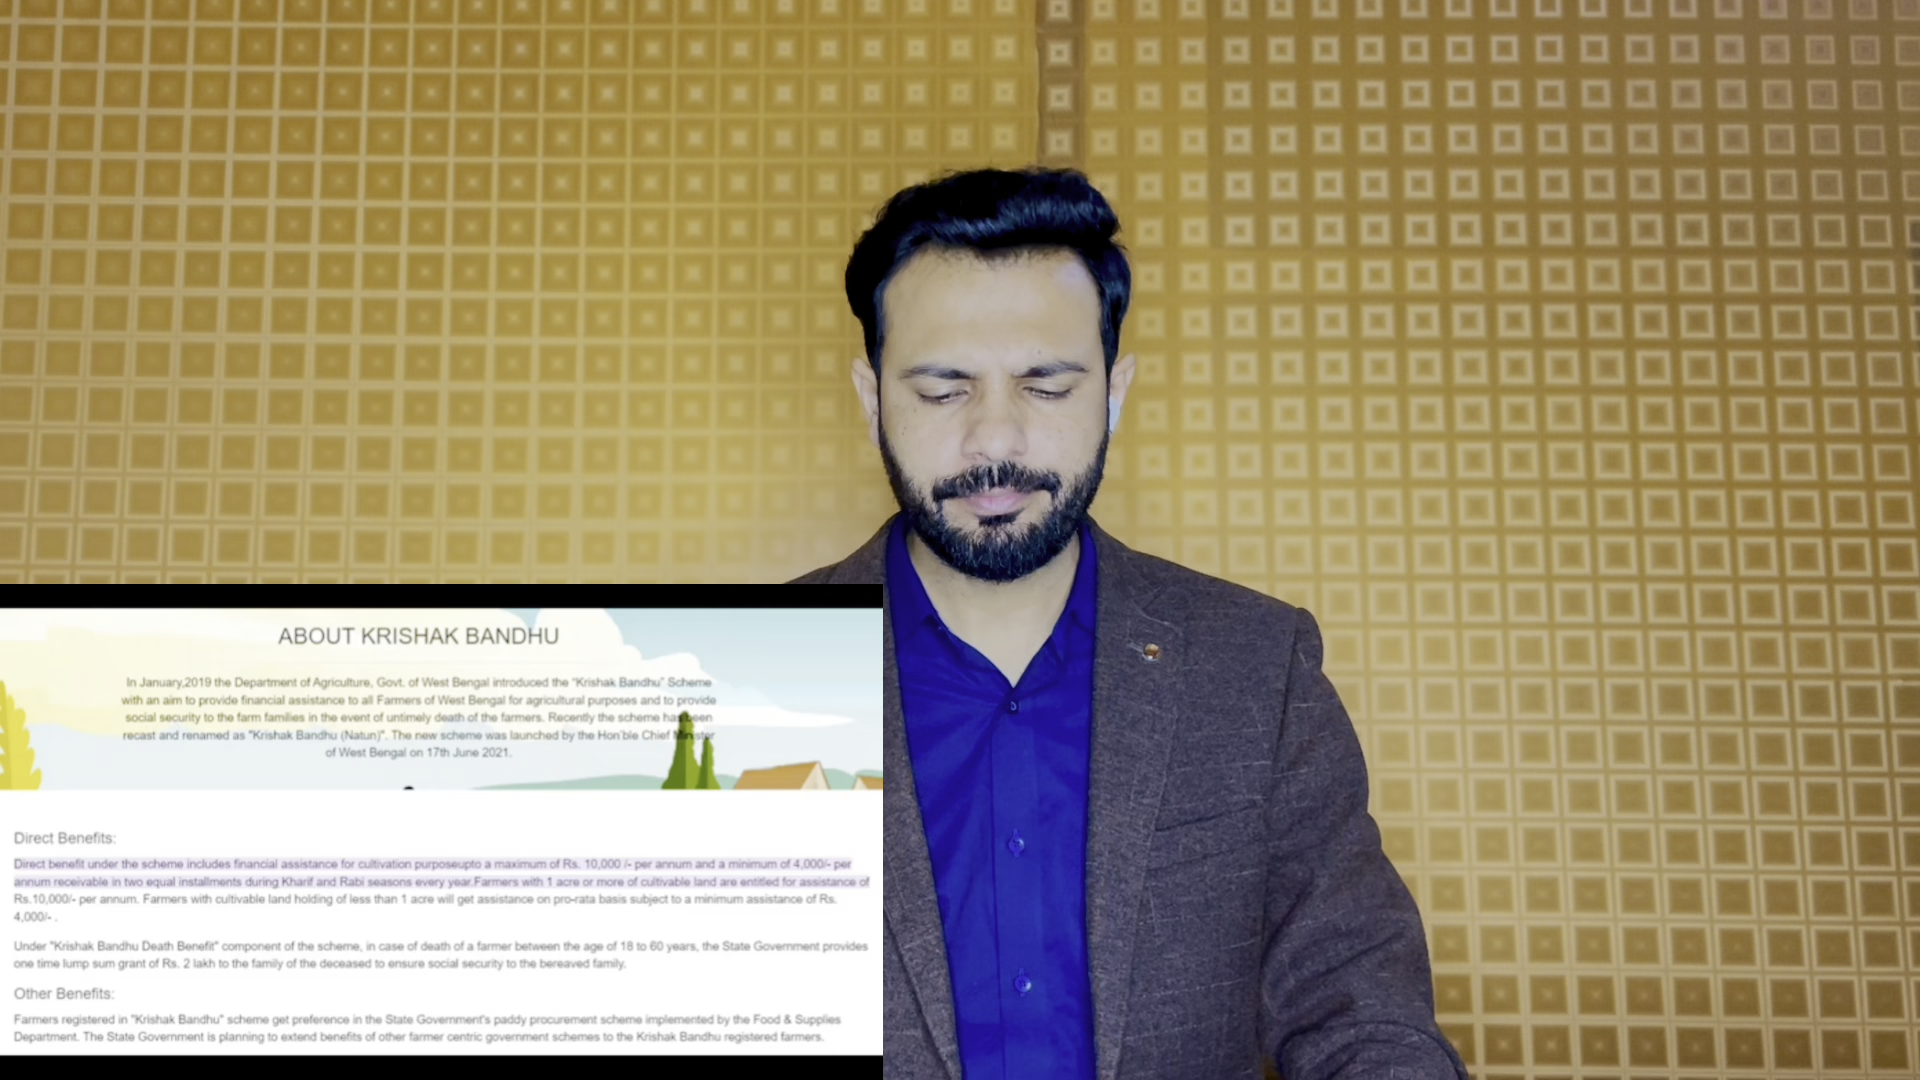 ABOUT KRISHAK BANDHU
In January,2019 the Department of Agriculture, Govt. of West Bengal introduced the "Krishak Bandhu" Scheme
with an aim to provide financial assistance to all Farmers of West Bengal for agricultural purposes and to provide
social security to the farm families in the event of untimely death of the farmers. Recently the scheme has been
recast and renamed as "Krishak Bandhu (Natun)". The new scheme was launched by the Hon'ble Chief Minister
of West Bengal on 17th June 2021.
Direct Benefits:
Direct benefit under the scheme includes financial assistance for cultivation purposeupto a maximum of Rs. 10,000 /- per annum and a minimum of 4,000/- per
annum receivable in two equal installments during Kharif and Rabi seasons every year.Farmers with 1 acre or more of cultivable land are entitled for assistance of
Rs.10,000/- per annum. Farmers with cultivable land holding of less than 1 acre will get assistance on pro-rata basis subject to a minimum assistance of Rs.
4,000/- .
Under "Krishak Bandhu Death Benefit" component of the scheme, in case of death of a farmer between the age of 18 to 60 years, the State Government provides
one time lump sum grant of Rs. 2 lakh to the family of the deceased to ensure social security to the bereaved family.
Other Benefits:
Farmers registered in "Krishak Bandhu" scheme get preference in the State Government's paddy procurement scheme implemented by the Food & Supplies
Department. The State Government is planning to extend benefits of other farmer centric government schemes to the Krishak Bandhu registered farmers.